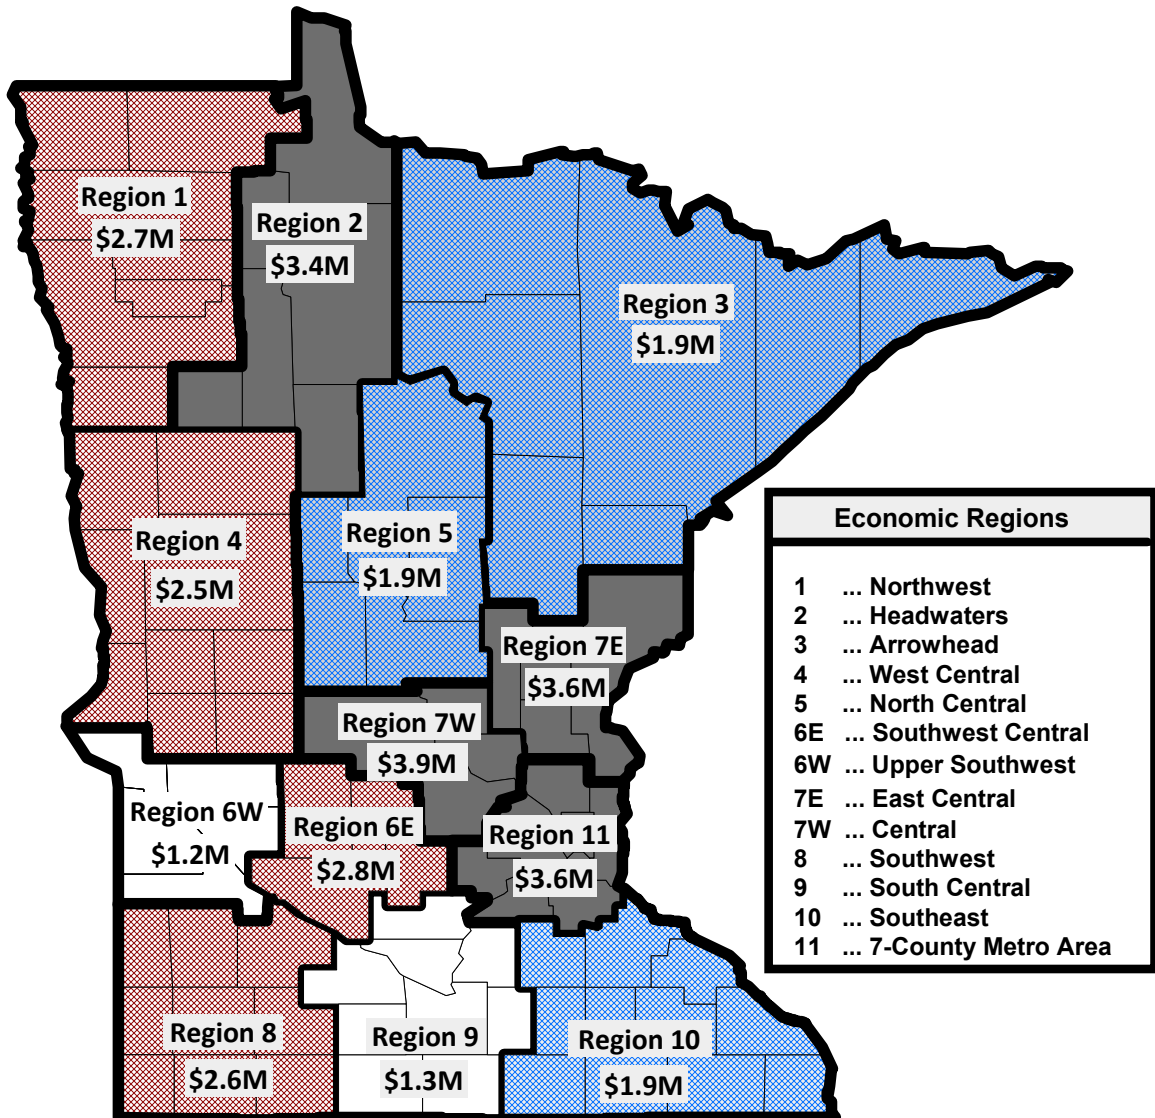 Region 1
$2.7M
Region 2
$3.4M
Region 3
$1.9M
Region 4
$2.5M
Region 5
$1.9M
Region 7E
$3.6M
Region 7W
$3.9M
Region 6W
$1.2M
Region 6E
$2.8M
Region 11
$3.6M
Region 8
$2.6M
Region 9
$1.3M
Region 10
$1.9M
Economic Regions
1 ... Northwest
2 ... Headwaters
3 ... Arrowhead
4 ... West Central
5 ... North Central
6E ... Southwest Central
6W ... Upper Southwest
7E ... East Central
7W ... Central
8 ... Southwest
9 ... South Central
10 ... Southeast
11 ... 7-County Metro Area